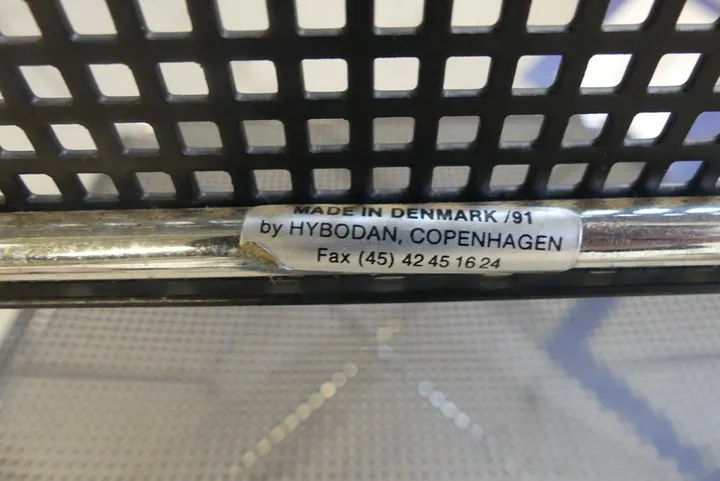 MADE IN DENMARK /91
by HYBODAN, COPENHAGEN
Fax (45) 42 45 16 24